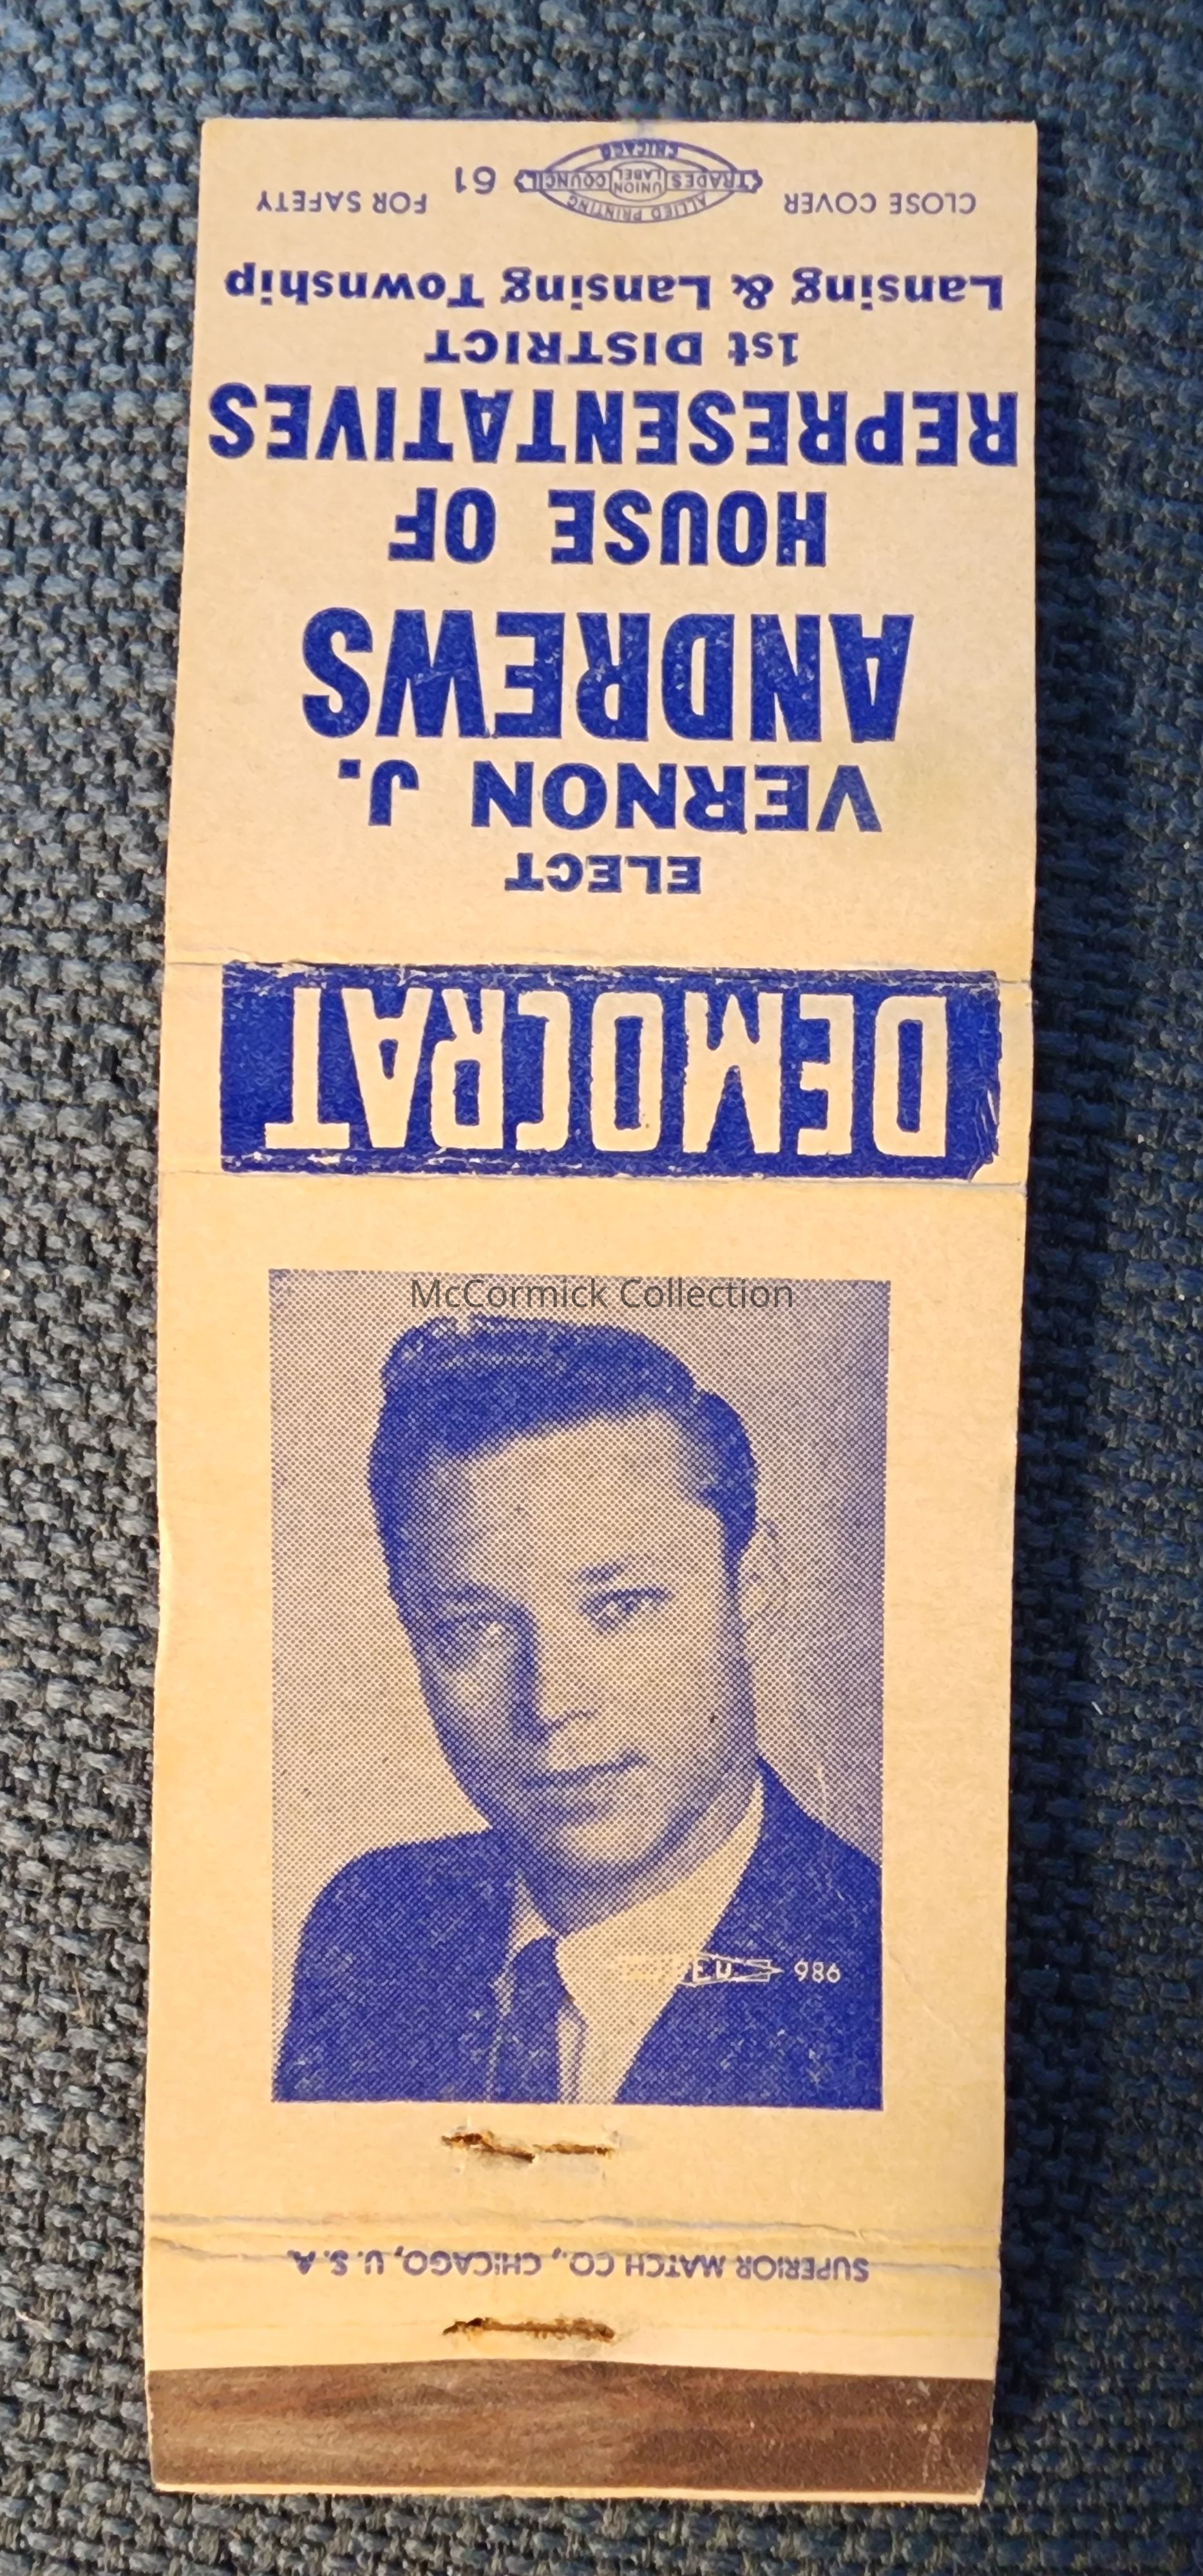 DEMOCRAT
ELECT
VERNON J.
ANDREWS
HOUSE OF
REPRESENTATIVES
1st DISTRICT
Lansing & Lansing Township
CLOSE COVER
ALLIED PRINTING
TRADES UNION LABEL COUNCIL
CHICAGO
61
FOR SAFETY
McCormick Collection
986
SUPERIOR MATCH CO., CHICAGO, U.S.A.